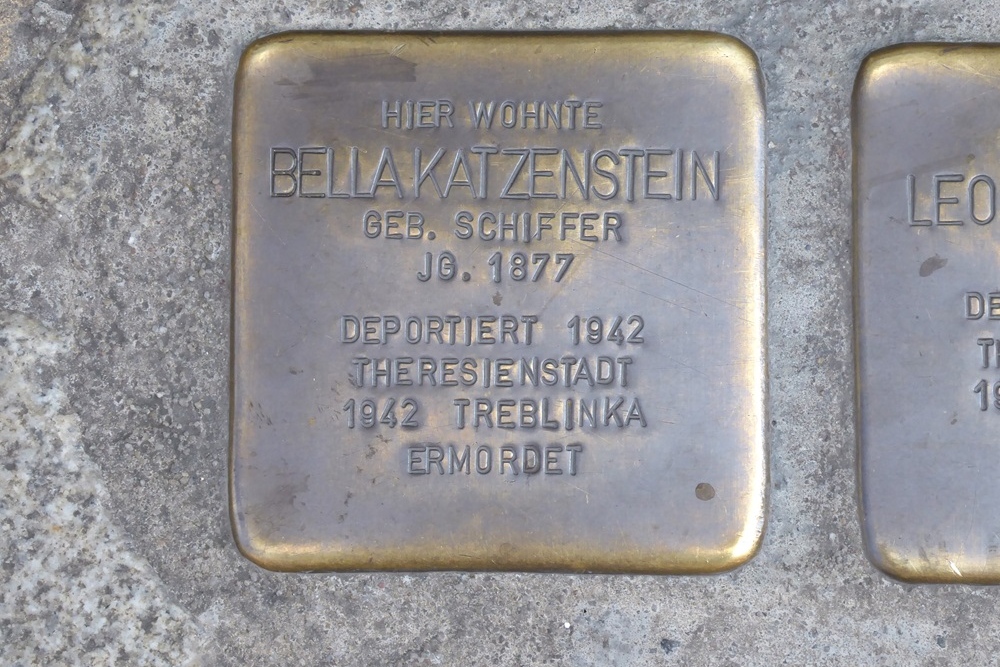 HIER WOHNTE
BELLA KATZENSTEIN
GEB. SCHIFFER
JG. 1877
DEPORTIERT 1942
THERESIENSTADT
1942 TREBLINKA
ERMORDET
LEO